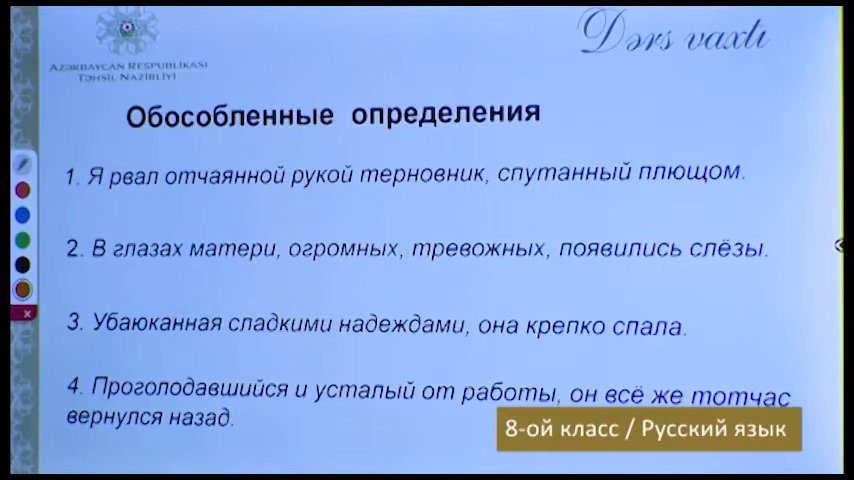 Dərs vaxtı
AZƏRBAYCAN RESPUBLİKASI
TƏHSİL NAZİRLİYİ
Обособленные определения
1. Я рвал отчаянной рукой терновник, спутанный плющом.
2. В глазах матери, огромных, тревожных, появились слёзы.
3. Убаюканная сладкими надеждами, она крепко спала.
4. Проголодавшийся и усталый от работы, он всё же тотчас
вернулся назад.
8-ой класс / Русский язык